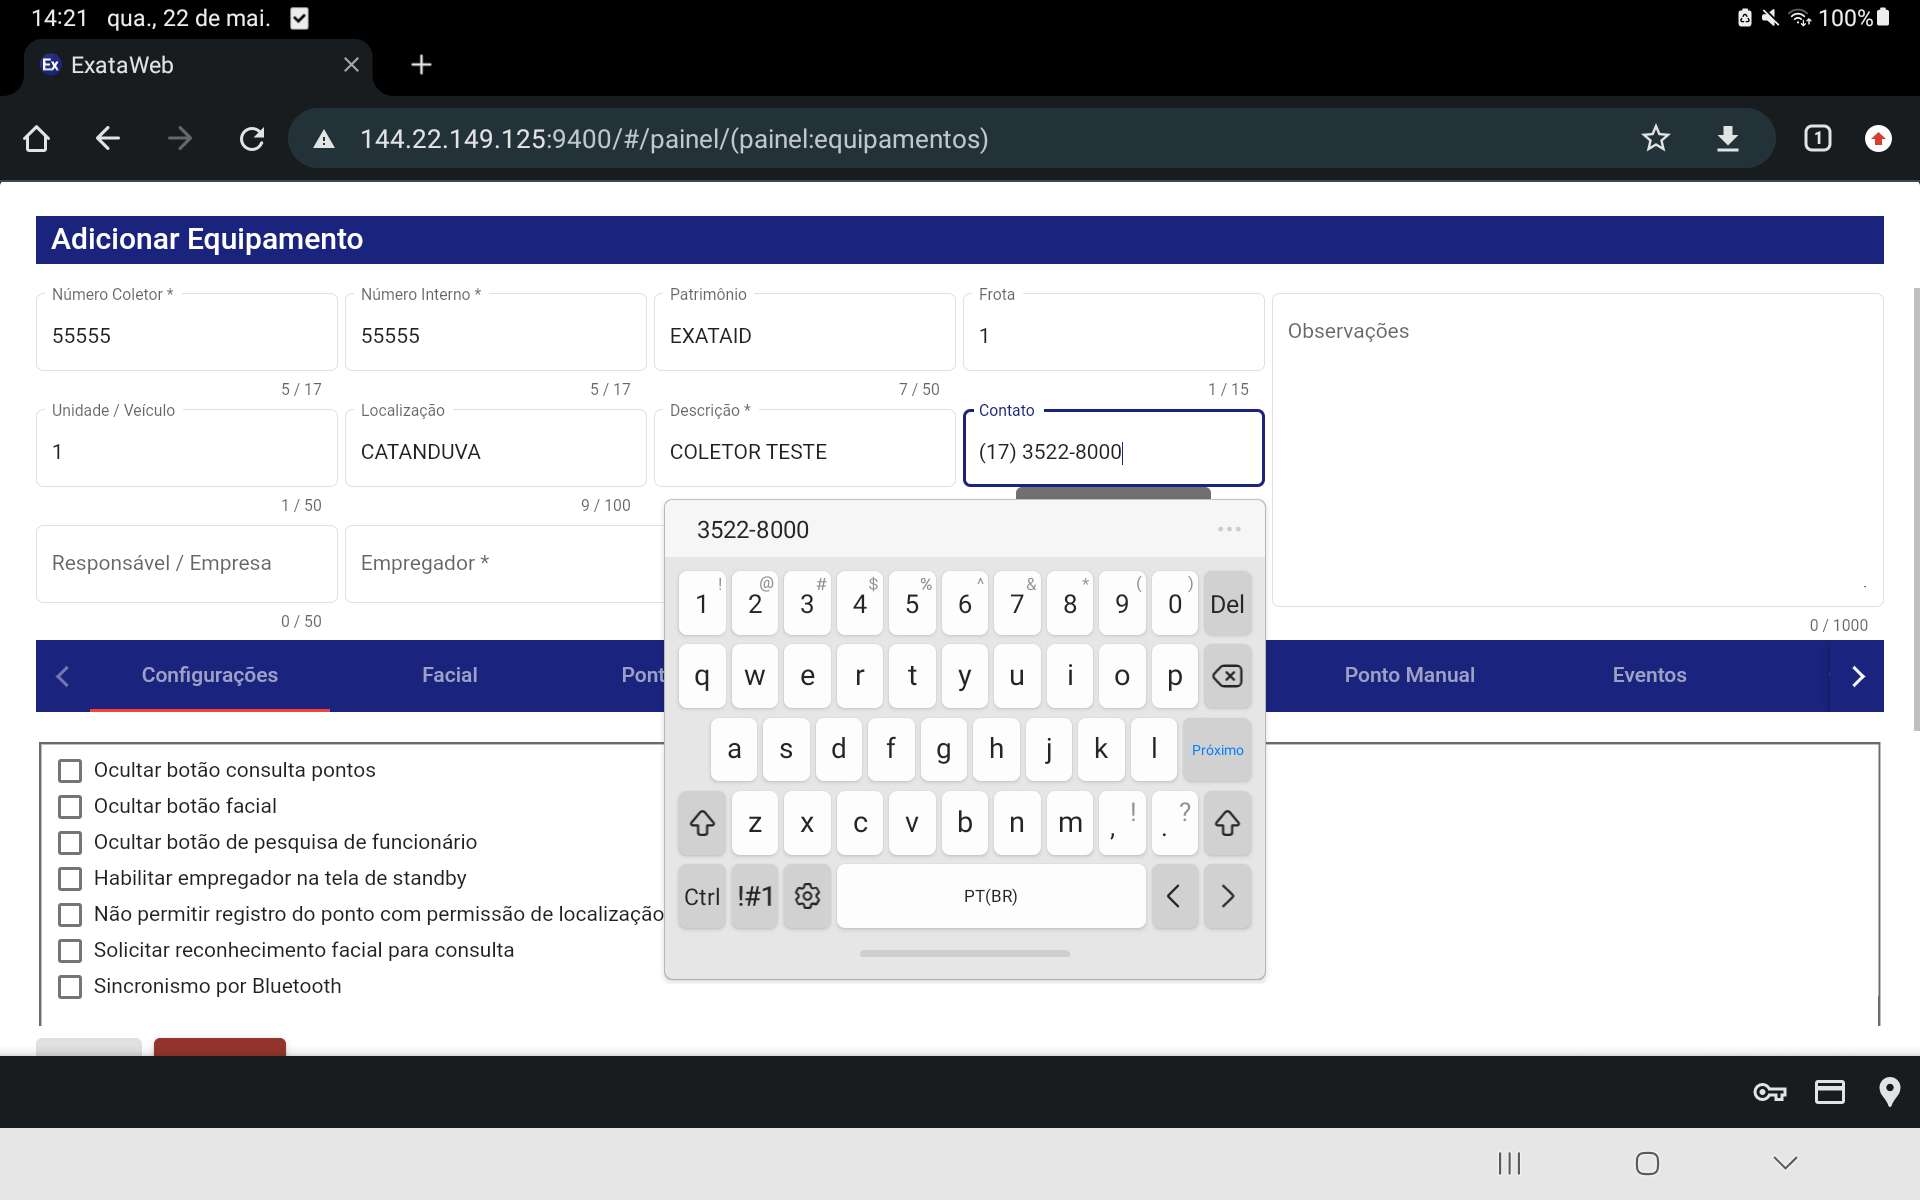 14:21 qua., 22 de mai. 100%
Ex ExataWeb
144.22.149.125:9400/#/painel/(painel:equipamentos) 1
Adicionar Equipamento
Número Coletor * Número Interno * Patrimônio Frota
55555 55555 EXATAID 1 Observações
5 / 17 5 / 17 7 / 50 1 / 15
Unidade / Veículo Localização Descrição * Contato
1 CATANDUVA COLETOR TESTE (17) 3522-8000
1 / 50 9 / 100
3522-8000 ...
Responsável / Empresa Empregador *
0 / 50 0 / 1000
! @ # $ % ^ & * ( )
1 2 3 4 5 6 7 8 9 0 Del
Configurações Facial Pont Ponto Manual Eventos
q w e r t y u i o p
a s d f g h j k l Próximo
! ?
z x c v b n m , .
Ctrl !#1 PT(BR) < >
Ocultar botão consulta pontos
Ocultar botão facial
Ocultar botão de pesquisa de funcionário
Habilitar empregador na tela de standby
Não permitir registro do ponto com permissão de localização
Solicitar reconhecimento facial para consulta
Sincronismo por Bluetooth